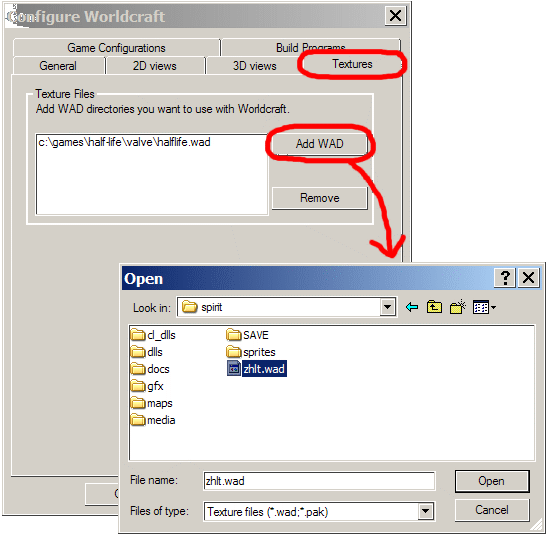 Configure Worldcraft
Game Configurations
Build Programs
General
2D views
3D views
Textures
Texture Files
Add WAD directories you want to use with Worldcraft.
c:\games\half-life\valve\halflife.wad
Add WAD
Remove
Open
Look in:
spirit
cl_dlls
SAVE
dlls
sprites
docs
zhlt.wad
gfx
maps
media
File name:
zhlt.wad
Open
Files of type:
Texture files (*.wad;*.pak)
Cancel